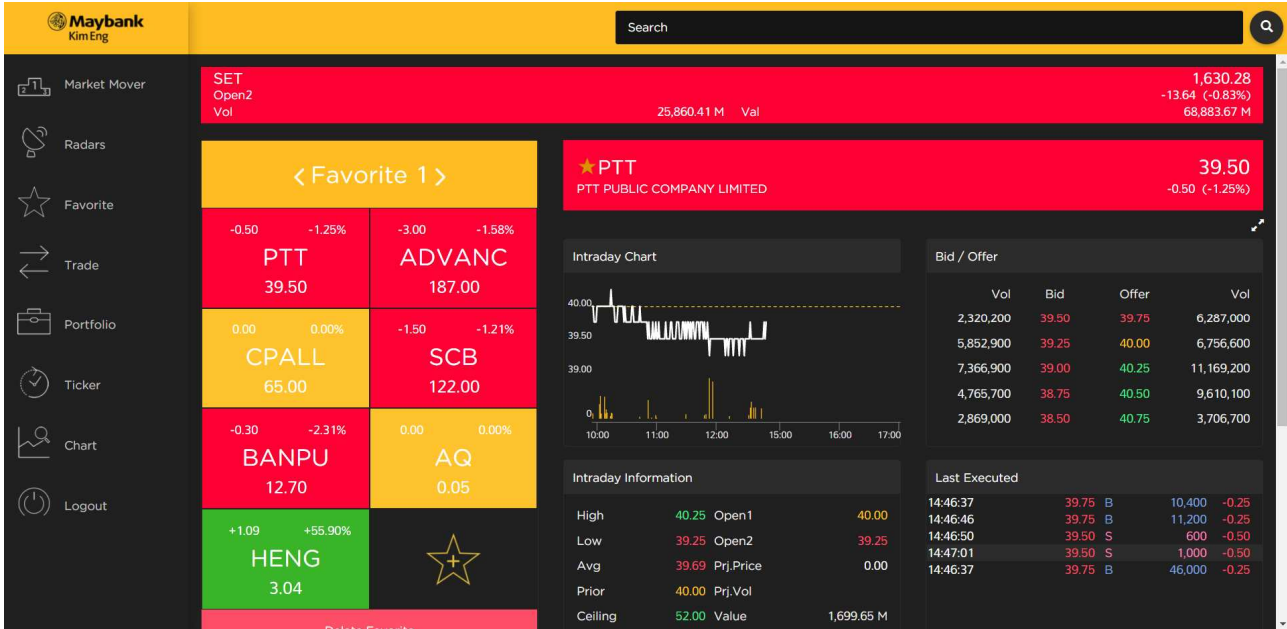 Maybank
Kim Eng
Search
Market Mover
Radars
Favorite
Trade
Portfolio
Ticker
Chart
Logout
SET 1,630.28
Open2 -13.64 (-0.83%)
Vol 25,860.41 M Val 68,883.67 M
< Favorite 1 >
-0.50 -1.25%
PTT
39.50
-3.00 -1.58%
ADVANC
187.00
0.00 0.00%
CPALL
65.00
-1.50 -1.21%
SCB
122.00
-0.30 -2.31%
BANPU
12.70
0.00 0.00%
AQ
0.05
+1.09 +55.90%
HENG
3.04
Delete Favorite
PTT 39.50
PTT PUBLIC COMPANY LIMITED -0.50 (-1.25%)
Intraday Chart
40.00
39.50
39.00
0
10:00 11:00 12:00 15:00 16:00 17:00
Bid / Offer
Vol Bid Offer Vol
2,320,200 39.50 39.75 6,287,000
5,852,900 39.25 40.00 6,756,600
7,366,900 39.00 40.25 11,169,200
4,765,700 38.75 40.50 9,610,100
2,869,000 38.50 40.75 3,706,700
Intraday Information
High 40.25 Open1 40.00
Low 39.25 Open2 39.25
Avg 39.69 Prj.Price 0.00
Prior 40.00 Prj.Vol
Ceiling 52.00 Value 1,699.65 M
Last Executed
14:46:37 39.75 B 10,400 -0.25
14:46:46 39.75 B 11,200 -0.25
14:46:50 39.50 S 600 -0.50
14:47:01 39.50 S 1,000 -0.50
14:46:37 39.75 B 46,000 -0.25